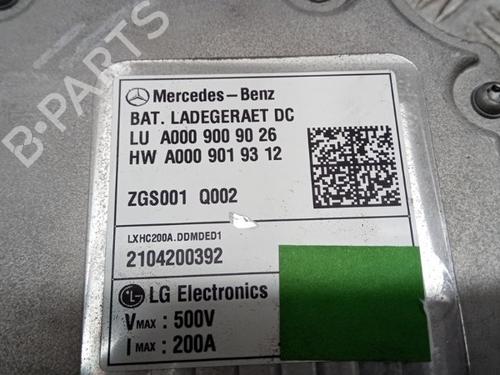 Mercedes-Benz
BAT. LADEGERAET DC
LU A000 900 90 26
HW A000 901 93 12
ZGS001 Q002
LXHC200A.DDMDED1
2104200392
LG Electronics
VMAX : 500V
IMAX : 200A
B-PARTS